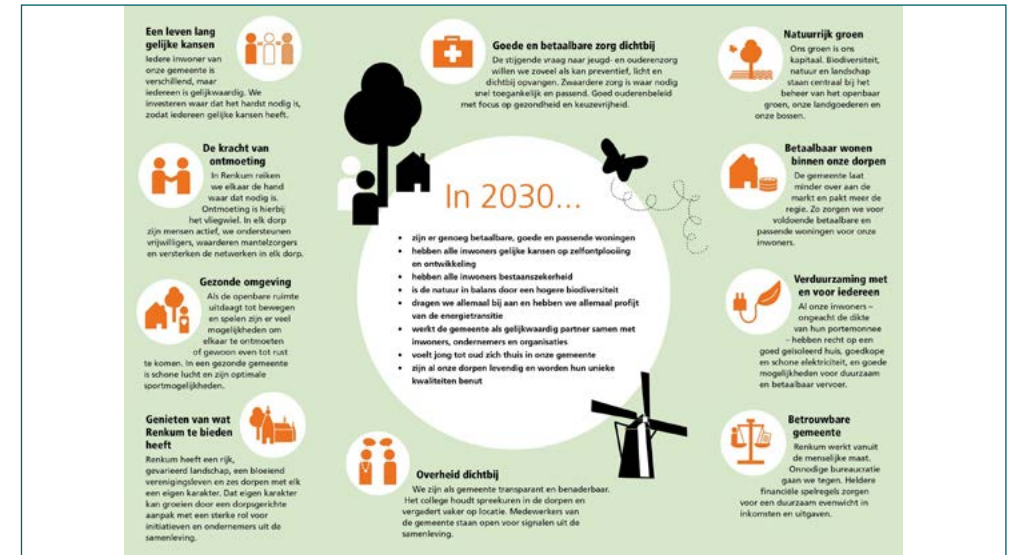 Een leven lang
gelijke kansen
Iedere inwoner van
onze gemeente is
verschillend, maar
iedereen is gelijkwaardig. We
investeren waar dat het hardst nodig is,
zodat iedereen gelijke kansen heeft.
De kracht van
ontmoeting
In Renkum reiken
we elkaar de hand
waar dat nodig is.
Ontmoeting is hierbij
het vliegwiel. In elk dorp
zijn mensen actief, we ondersteunen
vrijwilligers, waarderen mantelzorgers
en versterken de netwerken in elk dorp.
Gezonde omgeving
Als de openbare ruimte
uitdaagt tot bewegen
en spelen zijn er veel
mogelijkheden om
elkaar te ontmoeten
of gewoon even tot rust
te komen. In een gezonde gemeente
is schone lucht en zijn optimale
sportmogelijkheden.
Genieten van wat
Renkum te bieden
heeft
Renkum heeft een rijk,
gevarieerd landschap, een bloeiend
verenigingsleven en zes dorpen met elk
een eigen karakter. Dat eigen karakter
kan groeien door een dorpsgerichte
aanpak met een sterke rol voor
initiatieven en ondernemers uit de
samenleving.
Goede en betaalbare zorg dichtbij
De stijgende vraag naar jeugd- en ouderenzorg
willen we zoveel als kan preventief, licht en
dichtbij opvangen. Zwaardere zorg is waar nodig
snel toegankelijk en passend. Goed ouderenbeleid
met focus op gezondheid en keuzevrijheid.
In 2030...
• zijn er genoeg betaalbare, goede en passende woningen
• hebben alle inwoners gelijke kansen op zelfontplooiing
en ontwikkeling
• hebben alle inwoners bestaanszekerheid
• is de natuur in balans door een hogere biodiversiteit
• dragen we allemaal bij aan en hebben we allemaal profijt
van de energietransitie
• werkt de gemeente als gelijkwaardig partner samen met
inwoners, ondernemers en organisaties
• voelt jong tot oud zich thuis in onze gemeente
• zijn al onze dorpen levendig en worden hun unieke
kwaliteiten benut
Overheid dichtbij
We zijn als gemeente transparant en benaderbaar.
Het college houdt spreekuren in de dorpen en
vergadert vaker op locatie. Medewerkers van
de gemeente staan open voor signalen uit de
samenleving.
Natuurrijk groen
Ons groen is ons
kapitaal. Biodiversiteit,
natuur en landschap
staan centraal bij het
beheer van het openbaar
groen, onze landgoederen en
onze bossen.
Betaalbaar wonen
binnen onze dorpen
De gemeente laat
minder over aan de
markt en pakt meer de
regie. Zo zorgen we voor
voldoende betaalbare en
passende woningen voor onze
inwoners.
Verduurzaming met
en voor iedereen
Al onze inwoners –
ongeacht de dikte
van hun portemonnee
– hebben recht op een
goed geïsoleerd huis, goedkope
en schone elektriciteit, en goede
mogelijkheden voor duurzaam
en betaalbaar vervoer.
Betrouwbare
gemeente
Renkum werkt vanuit
de menselijke maat.
Onnodige bureaucratie
gaan we tegen. Heldere
financiële spelregels zorgen
voor een duurzaam evenwicht in
inkomsten en uitgaven.